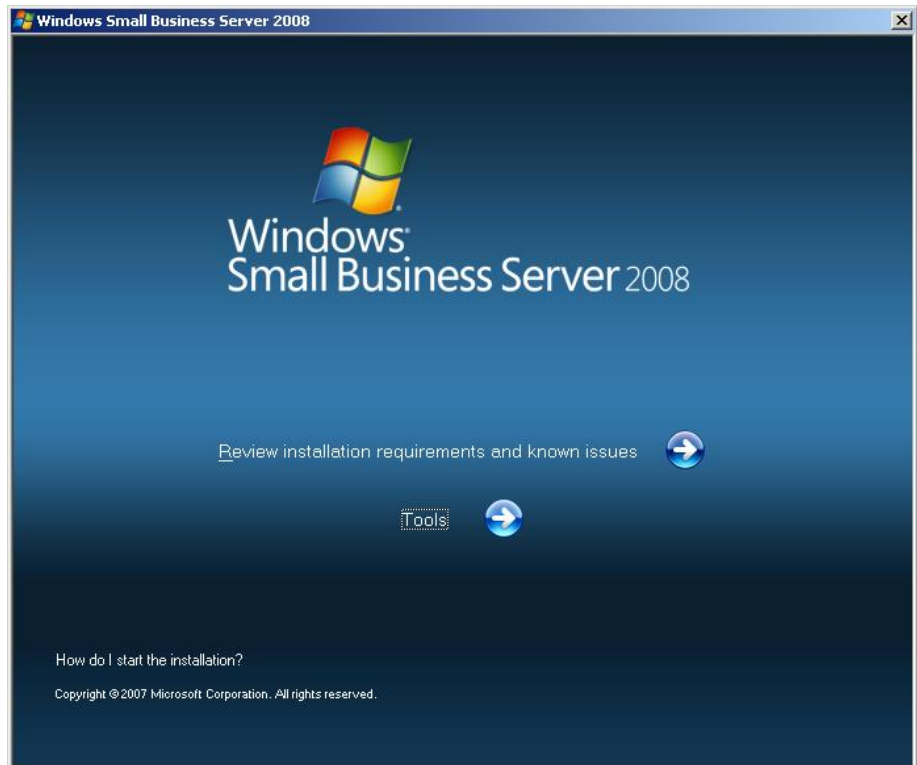 Windows Small Business Server 2008
Windows®
Small Business Server 2008
Review installation requirements and known issues
Tools
How do I start the installation?
Copyright © 2007 Microsoft Corporation. All rights reserved.